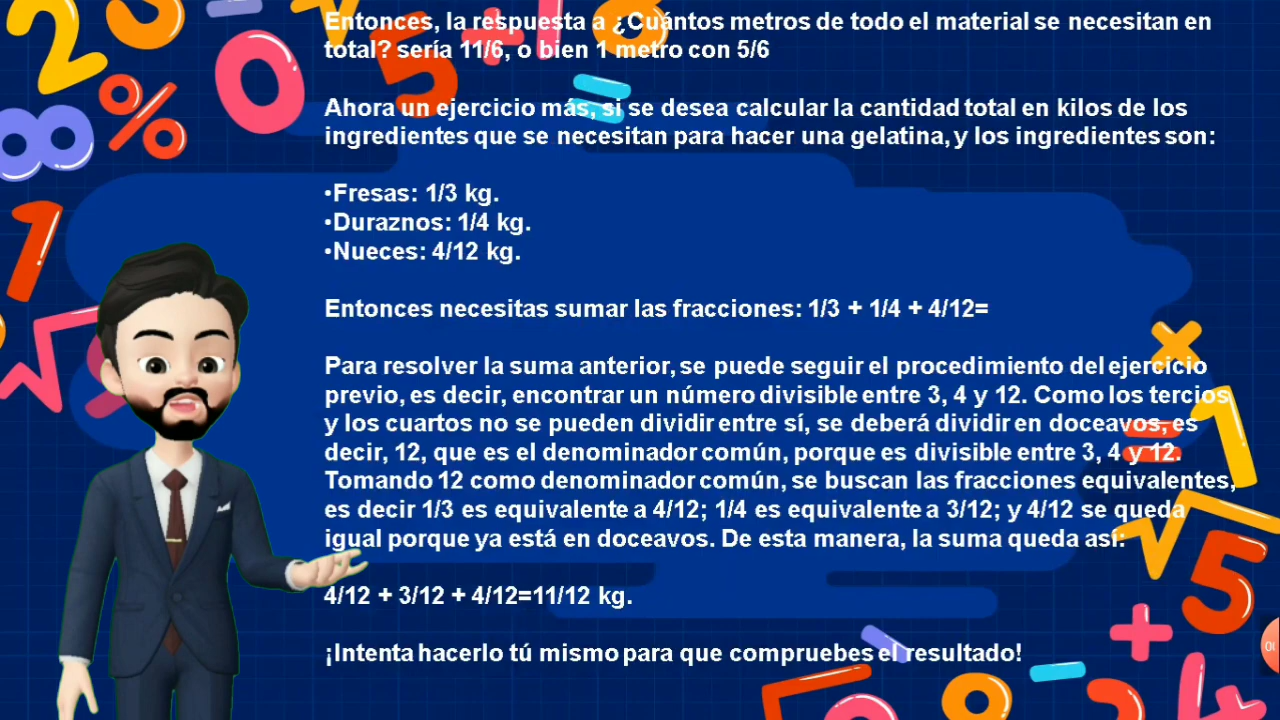 Entonces, la respuesta a ¿Cuántos metros de todo el material se necesitan en
total? sería 11/6, o bien 1 metro con 5/6
Ahora un ejercicio más, si se desea calcular la cantidad total en kilos de los
ingredientes que se necesitan para hacer una gelatina, y los ingredientes son:
•Fresas: 1/3 kg.
•Duraznos: 1/4 kg.
•Nueces: 4/12 kg.
Entonces necesitas sumar las fracciones: 1/3 + 1/4 + 4/12=
Para resolver la suma anterior, se puede seguir el procedimiento del ejercicio
previo, es decir, encontrar un número divisible entre 3, 4 y 12. Como los tercios
y los cuartos no se pueden dividir entre sí, se deberá dividir en doceavos, es
decir, 12, que es el denominador común, porque es divisible entre 3, 4 y 12.
Tomando 12 como denominador común, se buscan las fracciones equivalentes,
es decir 1/3 es equivalente a 4/12; 1/4 es equivalente a 3/12; y 4/12 se queda
igual porque ya está en doceavos. De esta manera, la suma queda así:
4/12 + 3/12 + 4/12=11/12 kg.
¡Intenta hacerlo tú mismo para que compruebes el resultado!